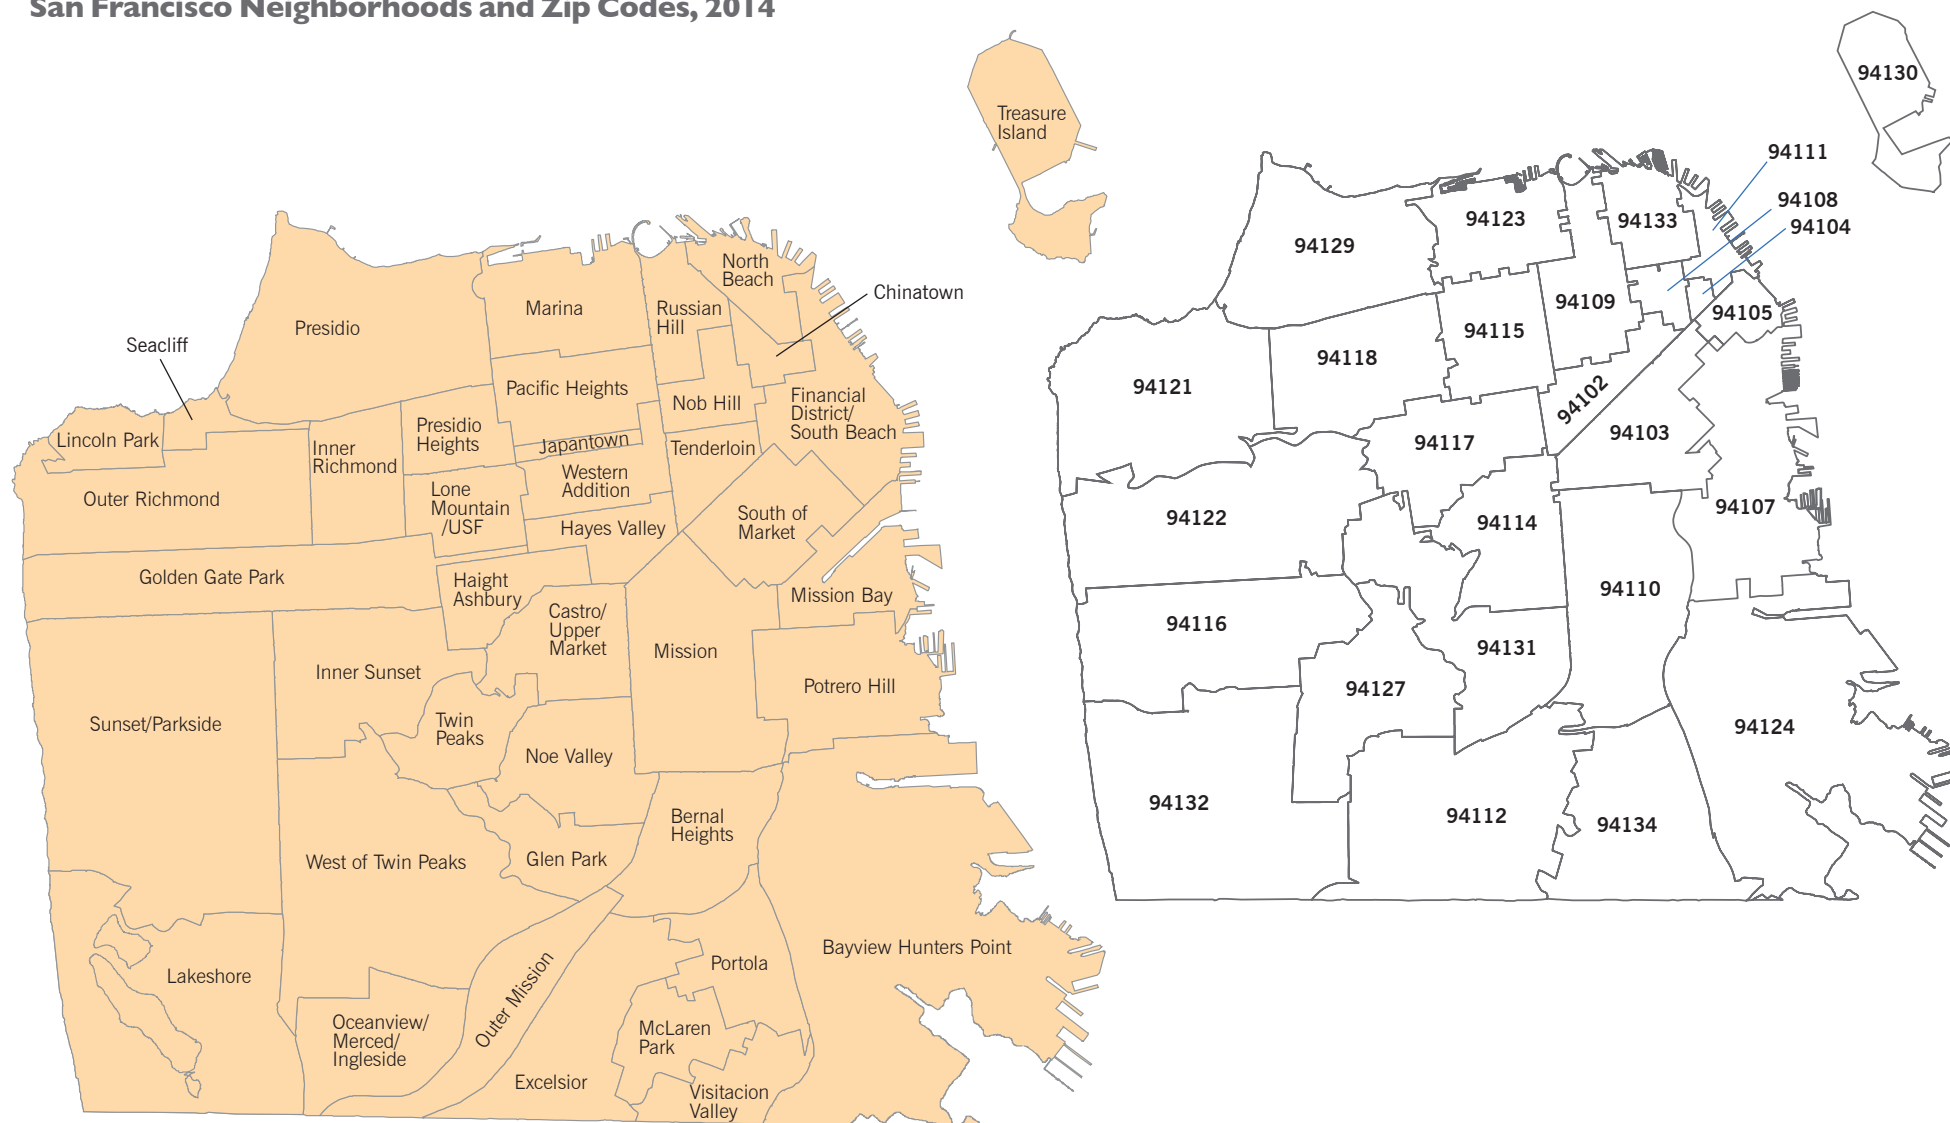 San Francisco Neighborhoods and Zip Codes, 2014
Treasure
Island
North
Beach
Chinatown
Marina
Russian
Hill
Presidio
Seacliff
Pacific Heights
Nob Hill
Financial
District/
South Beach
Lincoln Park
Inner
Richmond
Presidio
Heights
Japantown
Tenderloin
Outer Richmond
Lone
Mountain
/USF
Western
Addition
Hayes Valley
South of
Market
Golden Gate Park
Haight
Ashbury
Mission Bay
Castro/
Upper
Market
Mission
Inner Sunset
Potrero Hill
Sunset/Parkside
Twin
Peaks
Noe Valley
Bernal
Heights
West of Twin Peaks
Glen Park
Bayview Hunters Point
Lakeshore
Outer Mission
Portola
Oceanview/
Merced/
Ingleside
McLaren
Park
Excelsior
Visitacion
Valley
94130
94111
94108
94104
94123
94133
94129
94109
94105
94115
94118
94121
94102
94103
94117
94107
94122
94114
94110
94116
94131
94127
94124
94132
94112
94134